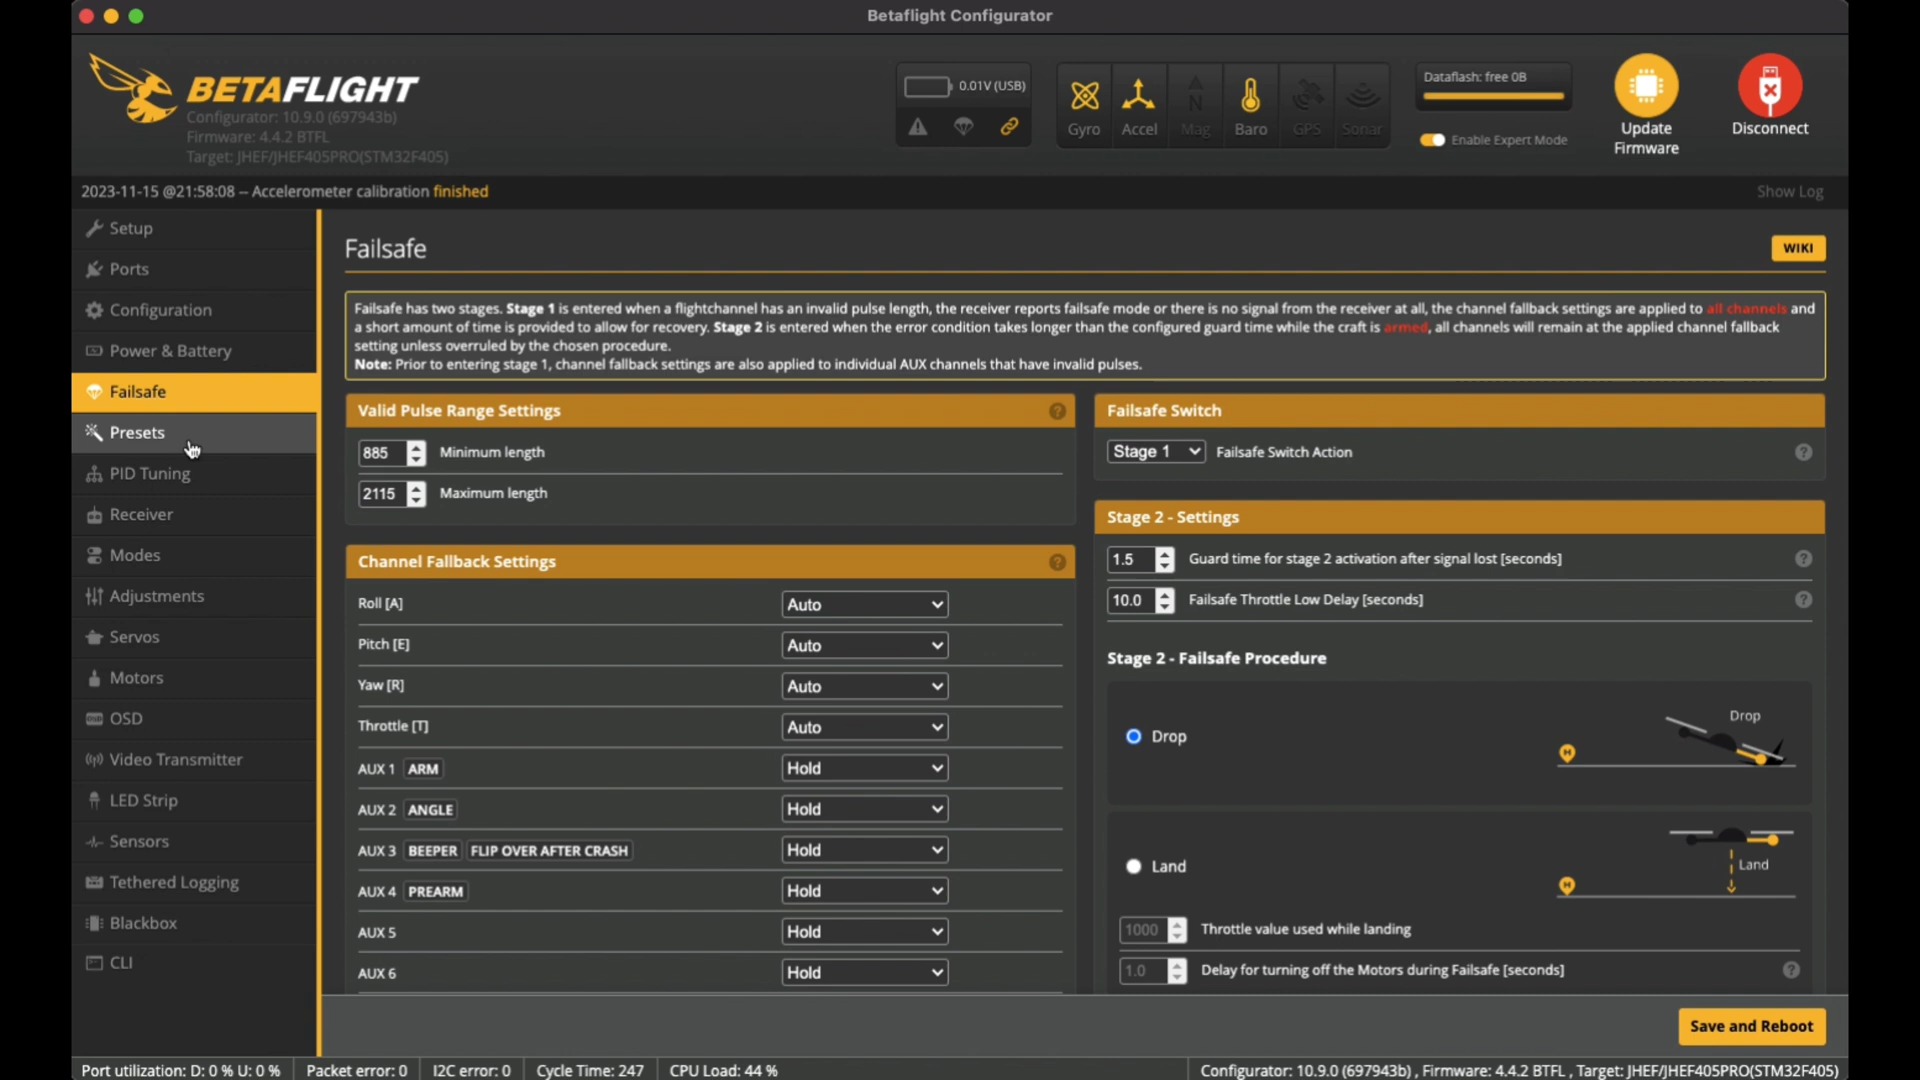 Betaflight Configurator
BETAFLIGHT
Configurator: 10.9.0 (697943b)
Firmware: 4.4.2 BTFL
Target: JHEF/JHEF405PRO(STM32F405)
0.01V (USB)
Gyro
Accel
Mag
Baro
GPS
Sonar
Dataflash: free 0B
Enable Expert Mode
Update
Firmware
Disconnect
2023-11-15 @21:58:08 -- Accelerometer calibration finished
Show Log
Setup
Ports
Configuration
Power & Battery
Failsafe
Presets
PID Tuning
Receiver
Modes
Adjustments
Servos
Motors
OSD
Video Transmitter
LED Strip
Sensors
Tethered Logging
Blackbox
CLI
Failsafe
WIKI
Failsafe has two stages. Stage 1 is entered when a flightchannel has an invalid pulse length, the receiver reports failsafe mode or there is no signal from the receiver at all, the channel fallback settings are applied to all channels and
a short amount of time is provided to allow for recovery. Stage 2 is entered when the error condition takes longer than the configured guard time while the craft is armed, all channels will remain at the applied channel fallback
setting unless overruled by the chosen procedure.
Note: Prior to entering stage 1, channel fallback settings are also applied to individual AUX channels that have invalid pulses.
Valid Pulse Range Settings
885 Minimum length
2115 Maximum length
Channel Fallback Settings
Roll [A] Auto
Pitch [E] Auto
Yaw [R] Auto
Throttle [T] Auto
AUX 1 ARM Hold
AUX 2 ANGLE Hold
AUX 3 BEEPER FLIP OVER AFTER CRASH Hold
AUX 4 PREARM Hold
AUX 5 Hold
AUX 6 Hold
Failsafe Switch
Stage 1 Failsafe Switch Action
Stage 2 - Settings
1.5 Guard time for stage 2 activation after signal lost [seconds]
10.0 Failsafe Throttle Low Delay [seconds]
Stage 2 - Failsafe Procedure
Drop
Drop
H
Land
Land
H
1000 Throttle value used while landing
1.0 Delay for turning off the Motors during Failsafe [seconds]
Save and Reboot
Port utilization: D: 0 % U: 0 %
Packet error: 0
I2C error: 0
Cycle Time: 247
CPU Load: 44 %
Configurator: 10.9.0 (697943b) , Firmware: 4.4.2 BTFL , Target: JHEF/JHEF405PRO(STM32F405)